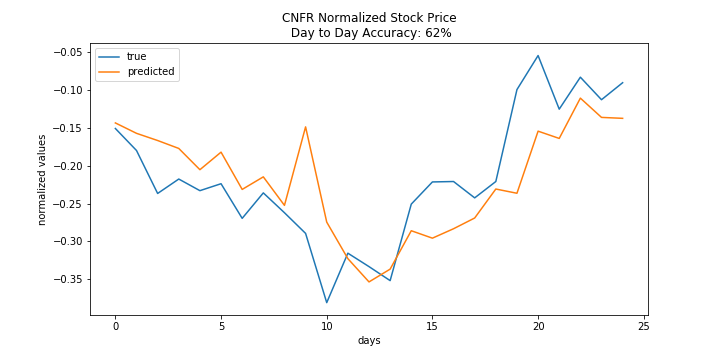 CNFR Normalized Stock Price
Day to Day Accuracy: 62%
true
predicted
normalized values
−0.05
−0.10
−0.15
−0.20
−0.25
−0.30
−0.35
0 5 10 15 20 25
days